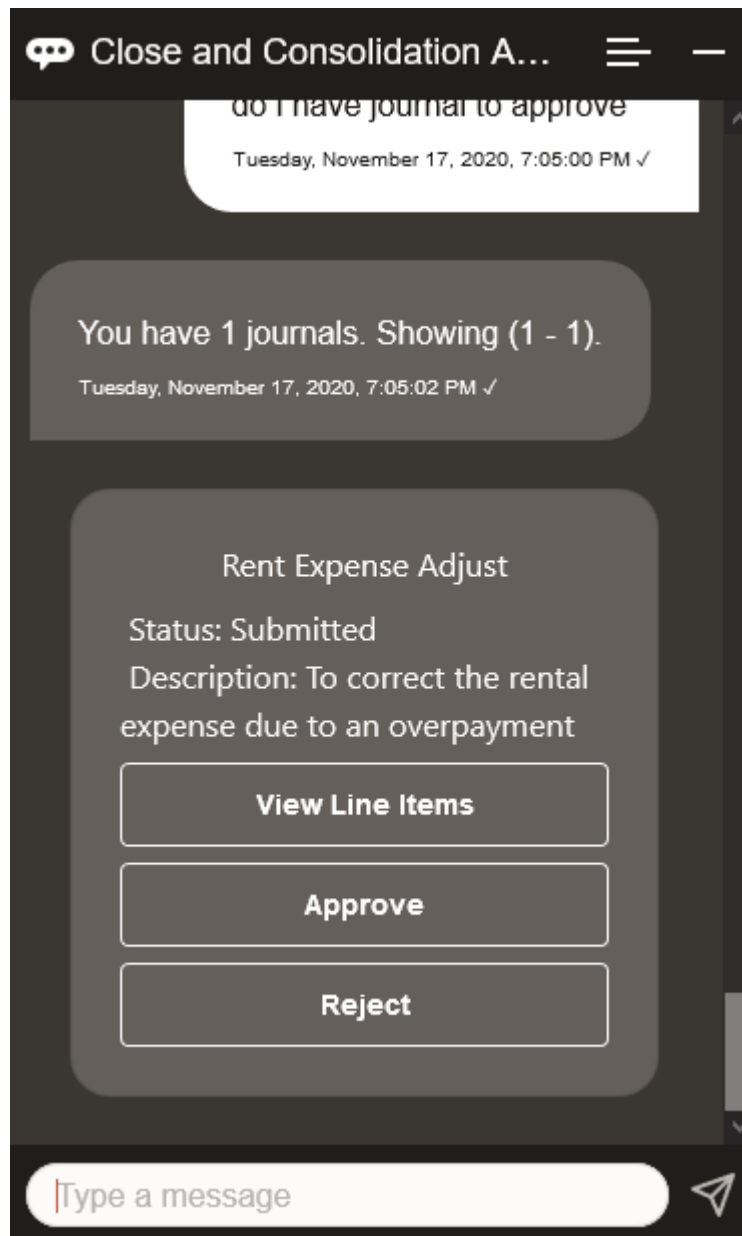 Close and Consolidation A...
do I have journal to approve
Tuesday, November 17, 2020, 7:05:00 PM ✓
You have 1 journals. Showing (1 - 1).
Tuesday, November 17, 2020, 7:05:02 PM ✓
Rent Expense Adjust
Status: Submitted
Description: To correct the rental
expense due to an overpayment
View Line Items
Approve
Reject
Type a message